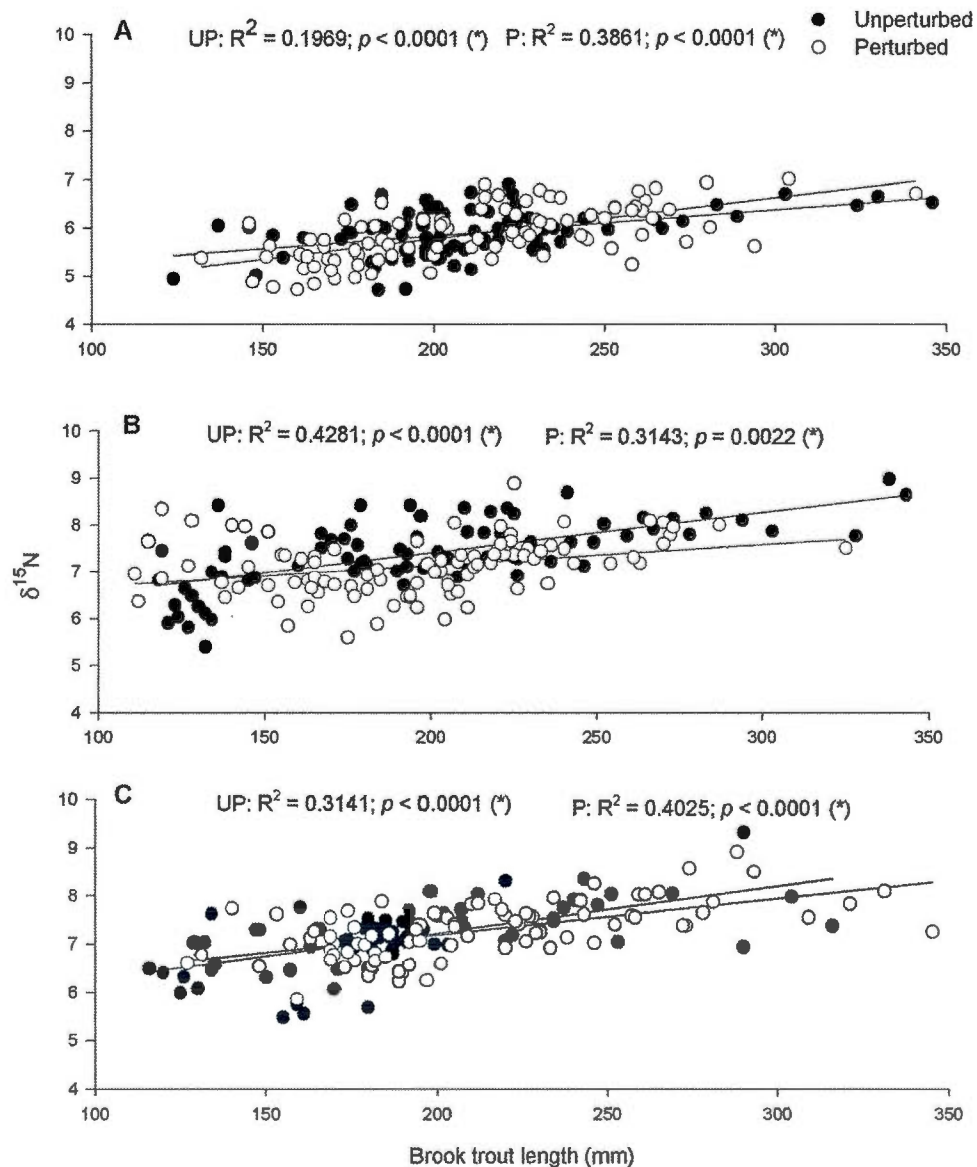 A
UP: R² = 0.1969; p < 0.0001 (*) P: R² = 0.3861; p < 0.0001 (*)
Unperturbed
Perturbed
10
9
8
7
6
5
4
100 150 200 250 300 350
B
UP: R² = 0.4281; p < 0.0001 (*) P: R² = 0.3143; p = 0.0022 (*)
10
9
8
7
6
5
4
100 150 200 250 300 350
δ¹⁵N
C
UP: R² = 0.3141; p < 0.0001 (*) P: R² = 0.4025; p < 0.0001 (*)
10
9
8
7
6
5
4
100 150 200 250 300 350
Brook trout length (mm)